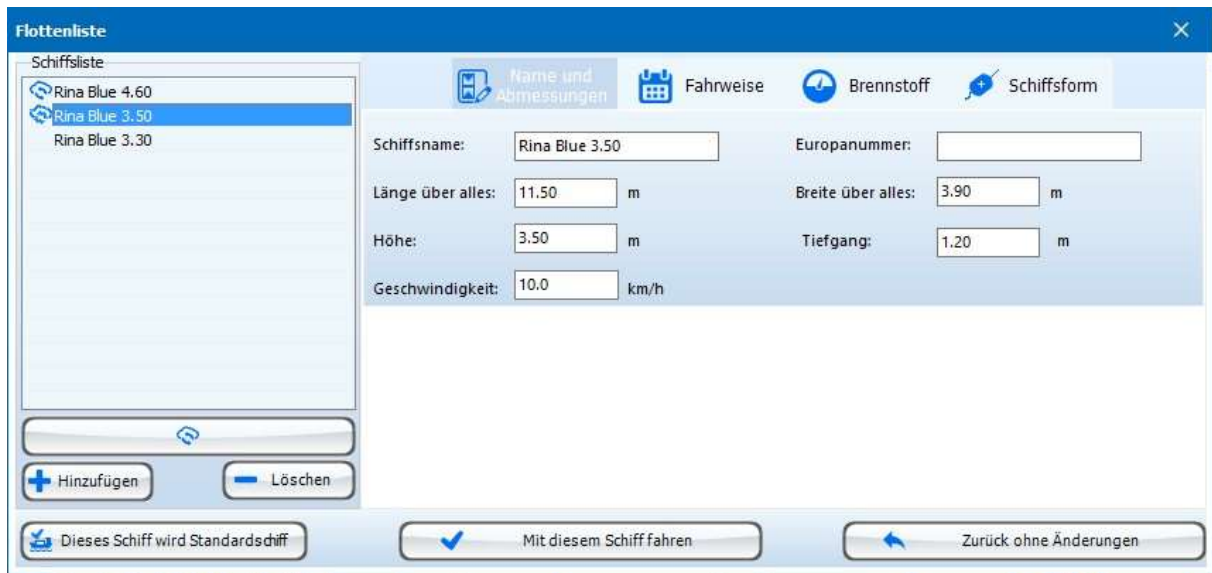 Flottenliste
Schiffsliste
Rina Blue 4.60
Rina Blue 3.50
Rina Blue 3.30
Hinzufügen
Löschen
Name und
Abmessungen
Fahrweise
Brennstoff
Schiffsform
Schiffsname: Rina Blue 3.50 Europanummer:
Länge über alles: 11.50 m Breite über alles: 3.90 m
Höhe: 3.50 m Tiefgang: 1.20 m
Geschwindigkeit: 10.0 km/h
Dieses Schiff wird Standardschiff
Mit diesem Schiff fahren
Zurück ohne Änderungen